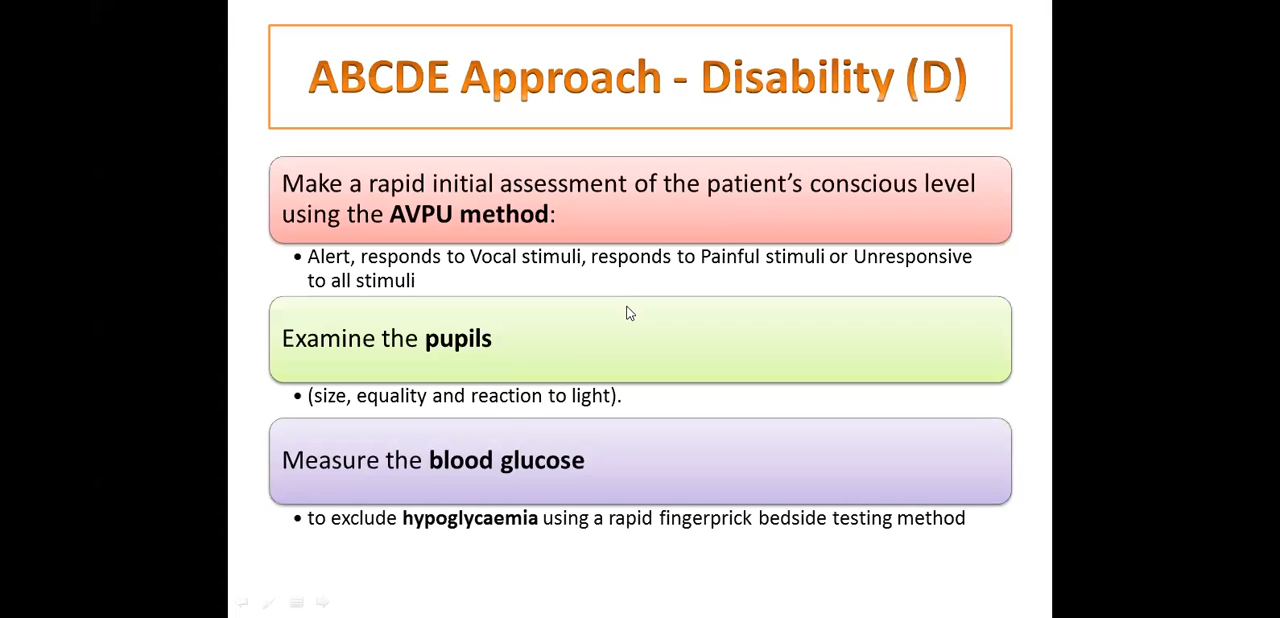 ABCDE Approach - Disability (D)
Make a rapid initial assessment of the patient’s conscious level
using the AVPU method:
• Alert, responds to Vocal stimuli, responds to Painful stimuli or Unresponsive
to all stimuli
Examine the pupils
• (size, equality and reaction to light).
Measure the blood glucose
• to exclude hypoglycaemia using a rapid fingerprick bedside testing method